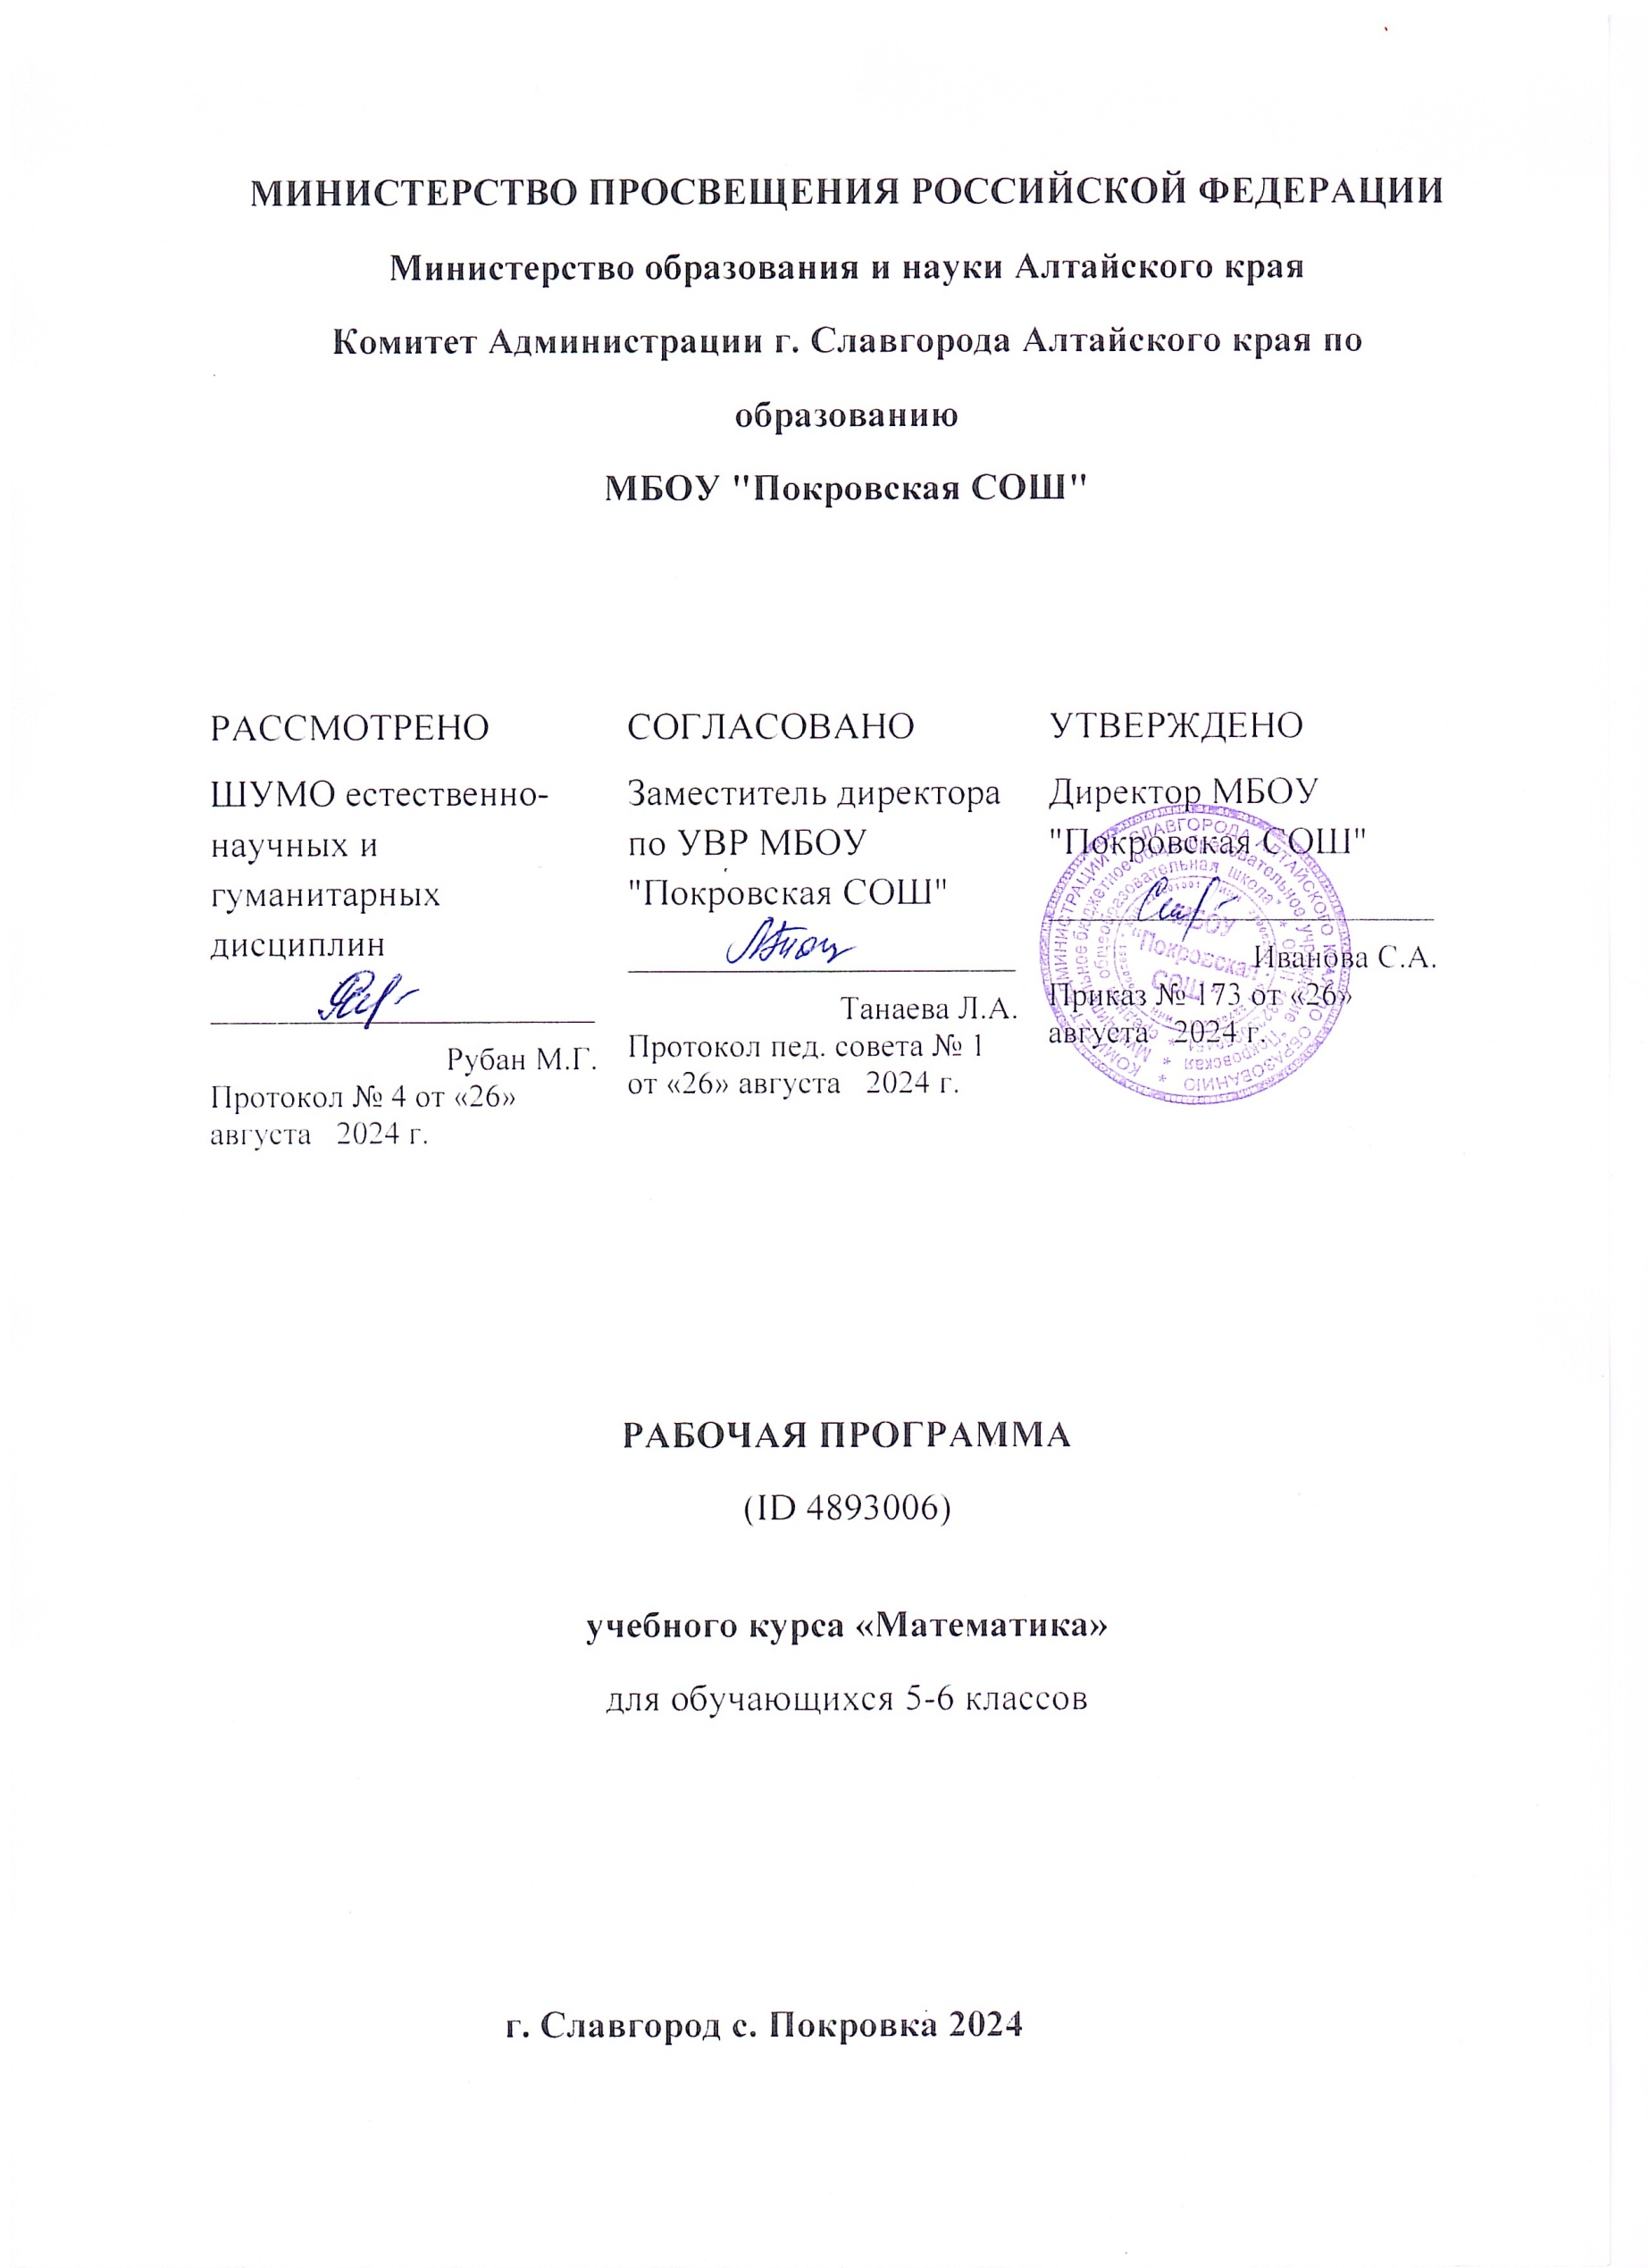 МИНИСТЕРСТВО ПРОСВЕЩЕНИЯ РОССИЙСКОЙ ФЕДЕРАЦИИ
Министерство образования и науки Алтайского края
Комитет Администрации г. Славгорода Алтайского края по
образованию
МБОУ "Покровская СОШ"
РАССМОТРЕНО
ШУМО естественно-
научных и
гуманитарных
дисциплин
Рубан М.Г.
Протокол № 4 от «26»
августа 2024 г.
СОГЛАСОВАНО
Заместитель директора
по УВР МБОУ
"Покровская СОШ"
Танаева Л.А.
Протокол пед. совета № 1
от «26» августа 2024 г.
УТВЕРЖДЕНО
Директор МБОУ
"Покровская СОШ"
Иванова С.А.
Приказ № 173 от «26»
августа 2024 г.
МБОУ
"Покровская
СОШ"
РАБОЧАЯ ПРОГРАММА
(ID 4893006)
учебного курса «Математика»
для обучающихся 5-6 классов
г. Славгород с. Покровка 2024